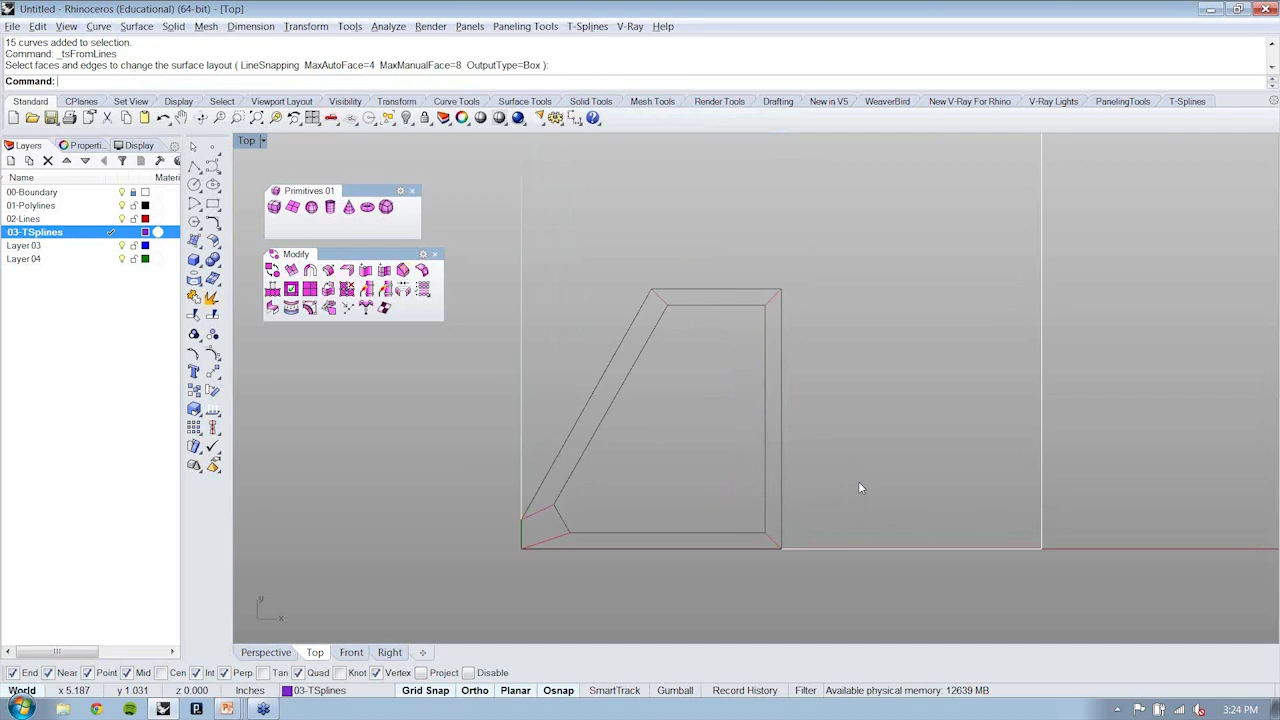 Untitled - Rhinoceros (Educational) (64-bit) - [Top]
File Edit View Curve Surface Solid Mesh Dimension Transform Tools Analyze Render Panels Paneling Tools T-Splines V-Ray Help
15 curves added to selection.
Command: _tsFromLines
Select faces and edges to change the surface layout ( LineSnapping MaxAutoFace=4 MaxManualFace=8 OutputType=Box ):
Command:
Standard CPlanes Set View Display Select Viewport Layout Visibility Transform Curve Tools Surface Tools Solid Tools Mesh Tools Render Tools Drafting New in V5 WeaverBird New V-Ray For Rhino V-Ray Lights PanelingTools T-Splines
Layers Properti... Display
Top
Name Materi
00-Boundary
01-Polylines
02-Lines
03-TSplines
Layer 03
Layer 04
Primitives 01
Modify
y
x
Perspective Top Front Right
End Near Point Mid Cen Int Perp Tan Quad Knot Vertex Project Disable
World x 5.187 y 1.031 z 0.000 Inches 03-TSplines Grid Snap Ortho Planar Osnap SmartTrack Gumball Record History Filter Available physical memory: 12639 MB
3:24 PM